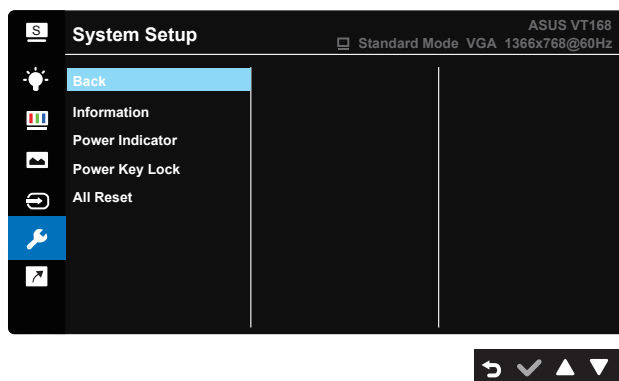 S
System Setup
ASUS VT168
Standard Mode VGA 1366x768@60Hz
Back
Information
Power Indicator
Power Key Lock
All Reset